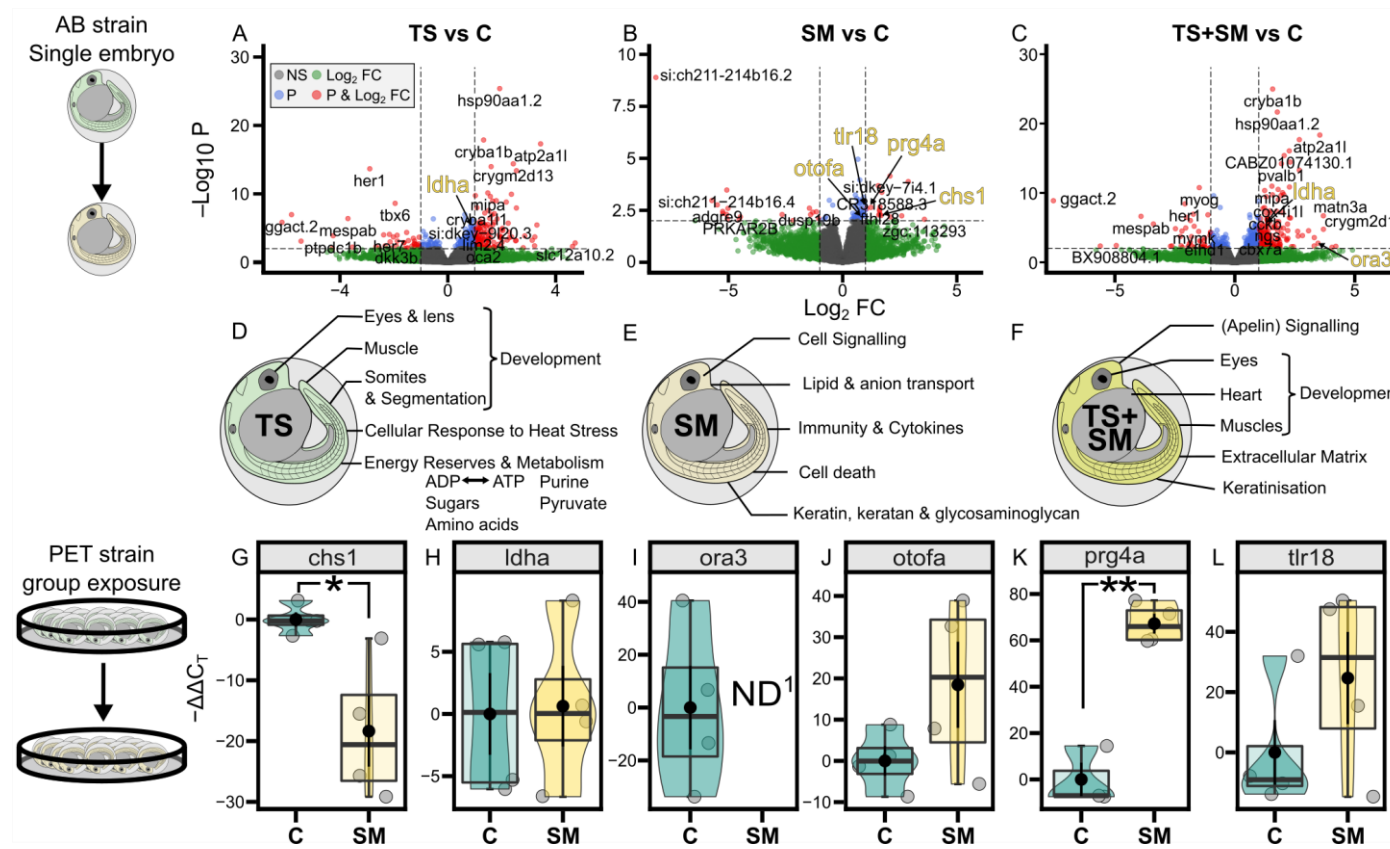 AB strain
Single embryo
A
TS vs C
NS
Log2 FC
P
P & Log2 FC
hsp90aa1.2
cryba1b
atp2a1l
crygm2d13
her1
ldha
tbx6
mipa
cryba1l1
ggact.2
mespab
si:dkey-9l20.3
her7
lim2.4
ptpdc1b
dkk3b
oca2
slc12a10.2
30
20
10
0
−4
0
4
−Log10 P
B
SM vs C
si:ch211-214b16.2
tlr18
prg4a
otofa
si:dkey-7i4.1
chs1
si:ch211−214b16.4
CR318588.3
adgre9
dusp19b
fthl28
PRKAR2B
zgc:113293
10.0
7.5
5.0
2.5
0.0
−5
0
5
Log2 FC
C
TS+SM vs C
cryba1b
hsp90aa1.2
atp2a1l
CABZ01074130.1
pvalb1
ggact.2
myog
mipa
ldha
her1
cox4i1l
matn3a
mespab
cckb
crygm2d1
mymk
ngs
BX908804.1
efhd1
cbx7a
ora3
30
20
10
0
−5
0
5
D
Eyes & lens
Muscle
Somites
& Segmentation
Development
TS
Cellular Response to Heat Stress
Energy Reserves & Metabolism
ADP ATP Purine
Sugars Pyruvate
Amino acids
E
Cell Signalling
Lipid & anion transport
SM
Immunity & Cytokines
Cell death
Keratin, keratan & glycosaminoglycan
F
(Apelin) Signalling
Eyes
Heart
Muscles
Development
TS+
SM
Extracellular Matrix
Keratinisation
PET strain
group exposure
−ΔΔCT
G
chs1
*
0
−10
−20
−30
C
SM
H
ldha
5
0
−5
C
SM
I
ora3
40
20
0
−20
ND1
C
SM
J
otofa
40
30
20
10
0
−10
C
SM
K
prg4a
**
80
60
40
20
0
C
SM
L
tlr18
40
20
0
C
SM